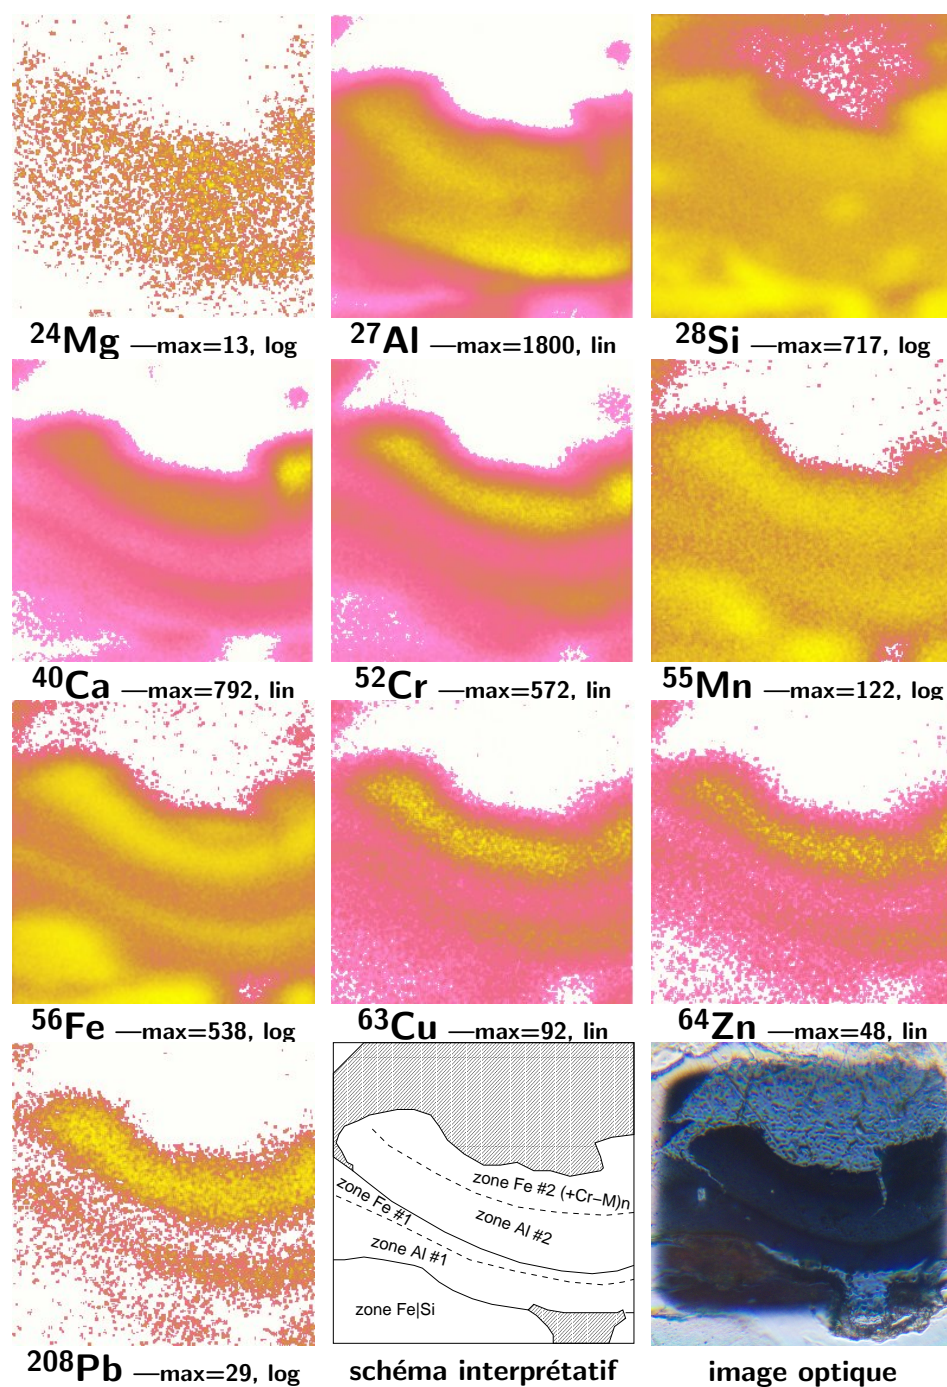 ²⁴Mg —max=13, log
²⁷Al —max=1800, lin
²⁸Si —max=717, log
⁴⁰Ca —max=792, lin
⁵²Cr —max=572, lin
⁵⁵Mn —max=122, log
⁵⁶Fe —max=538, log
⁶³Cu —max=92, lin
⁶⁴Zn —max=48, lin
zone Fe #2 (+Cr−M)n
zone Fe #1
zone Al #2
zone Al #1
zone Fe|Si
²⁰⁸Pb —max=29, log
schéma interprétatif
image optique